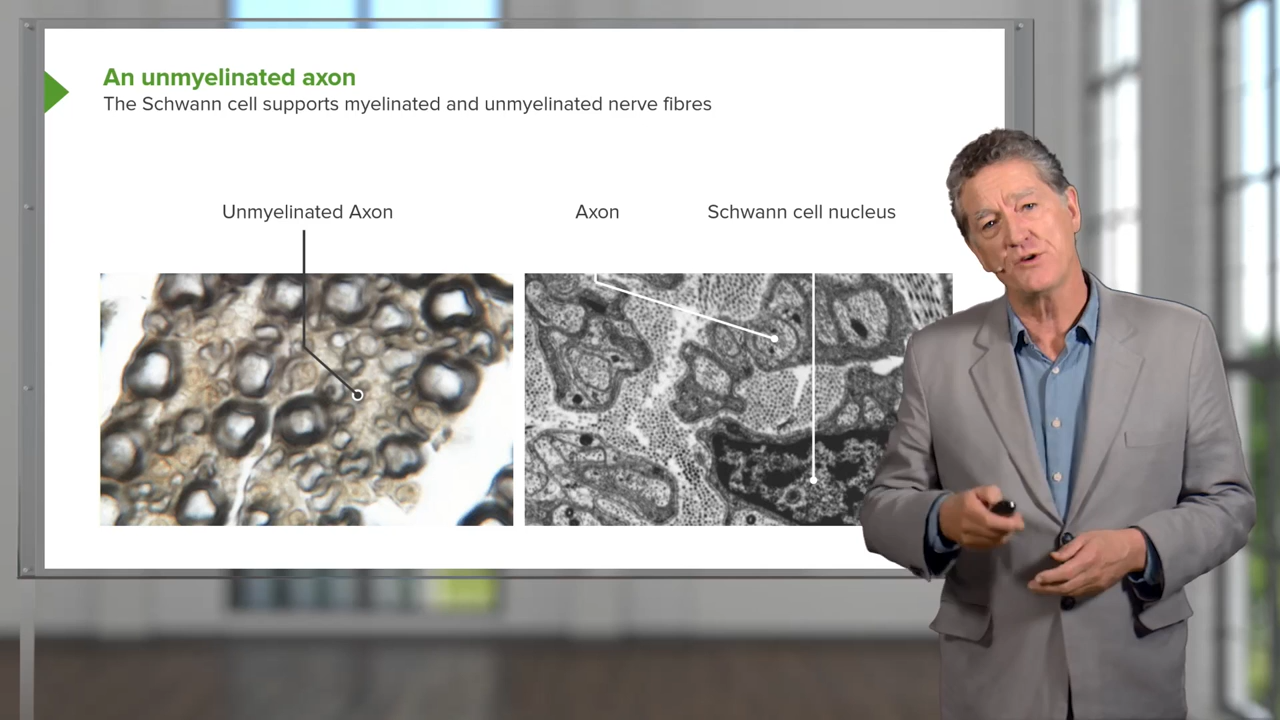 An unmyelinated axon
The Schwann cell supports myelinated and unmyelinated nerve fibres
Unmyelinated Axon
Axon
Schwann cell nucleus